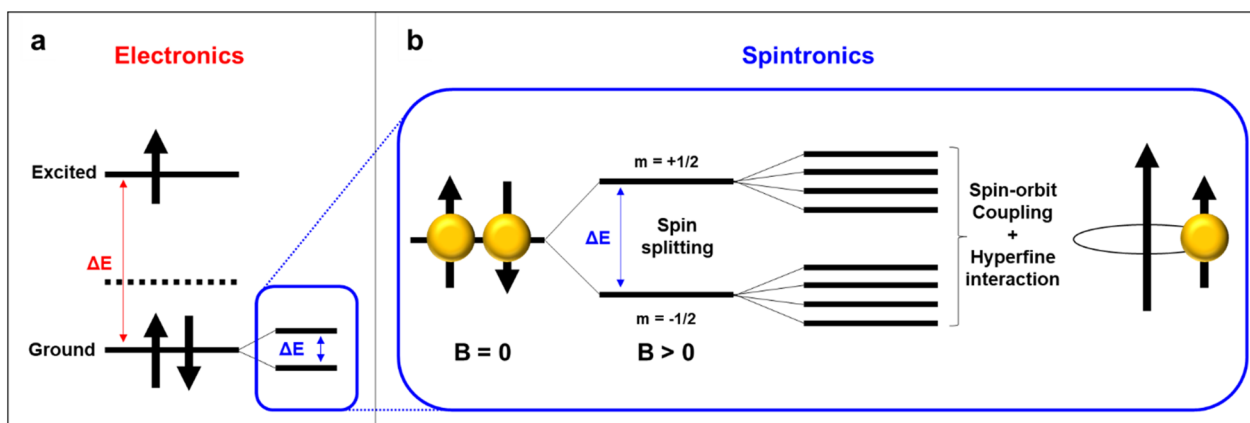 a
Electronics
Excited
ΔE
Ground
ΔE
b
Spintronics
m = +1/2
ΔE
Spin
splitting
m = -1/2
B = 0
B > 0
Spin-orbit
Coupling
+
Hyperfine
interaction